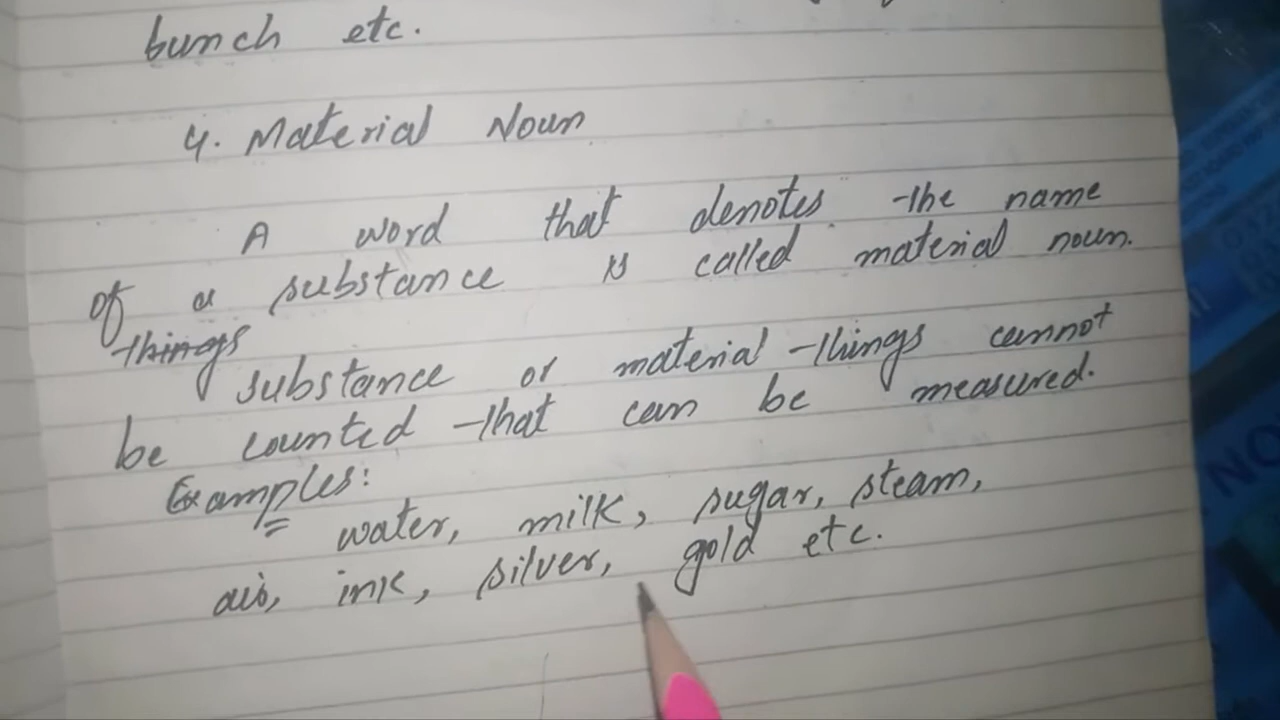 bunch etc.
4. Material Noun
A word that denotes the name
of a substance is called material noun.
things
substance or material things cannot
be counted that can be measured.
Examples:
water, milk, sugar, steam,
air, ink, silver, gold etc.